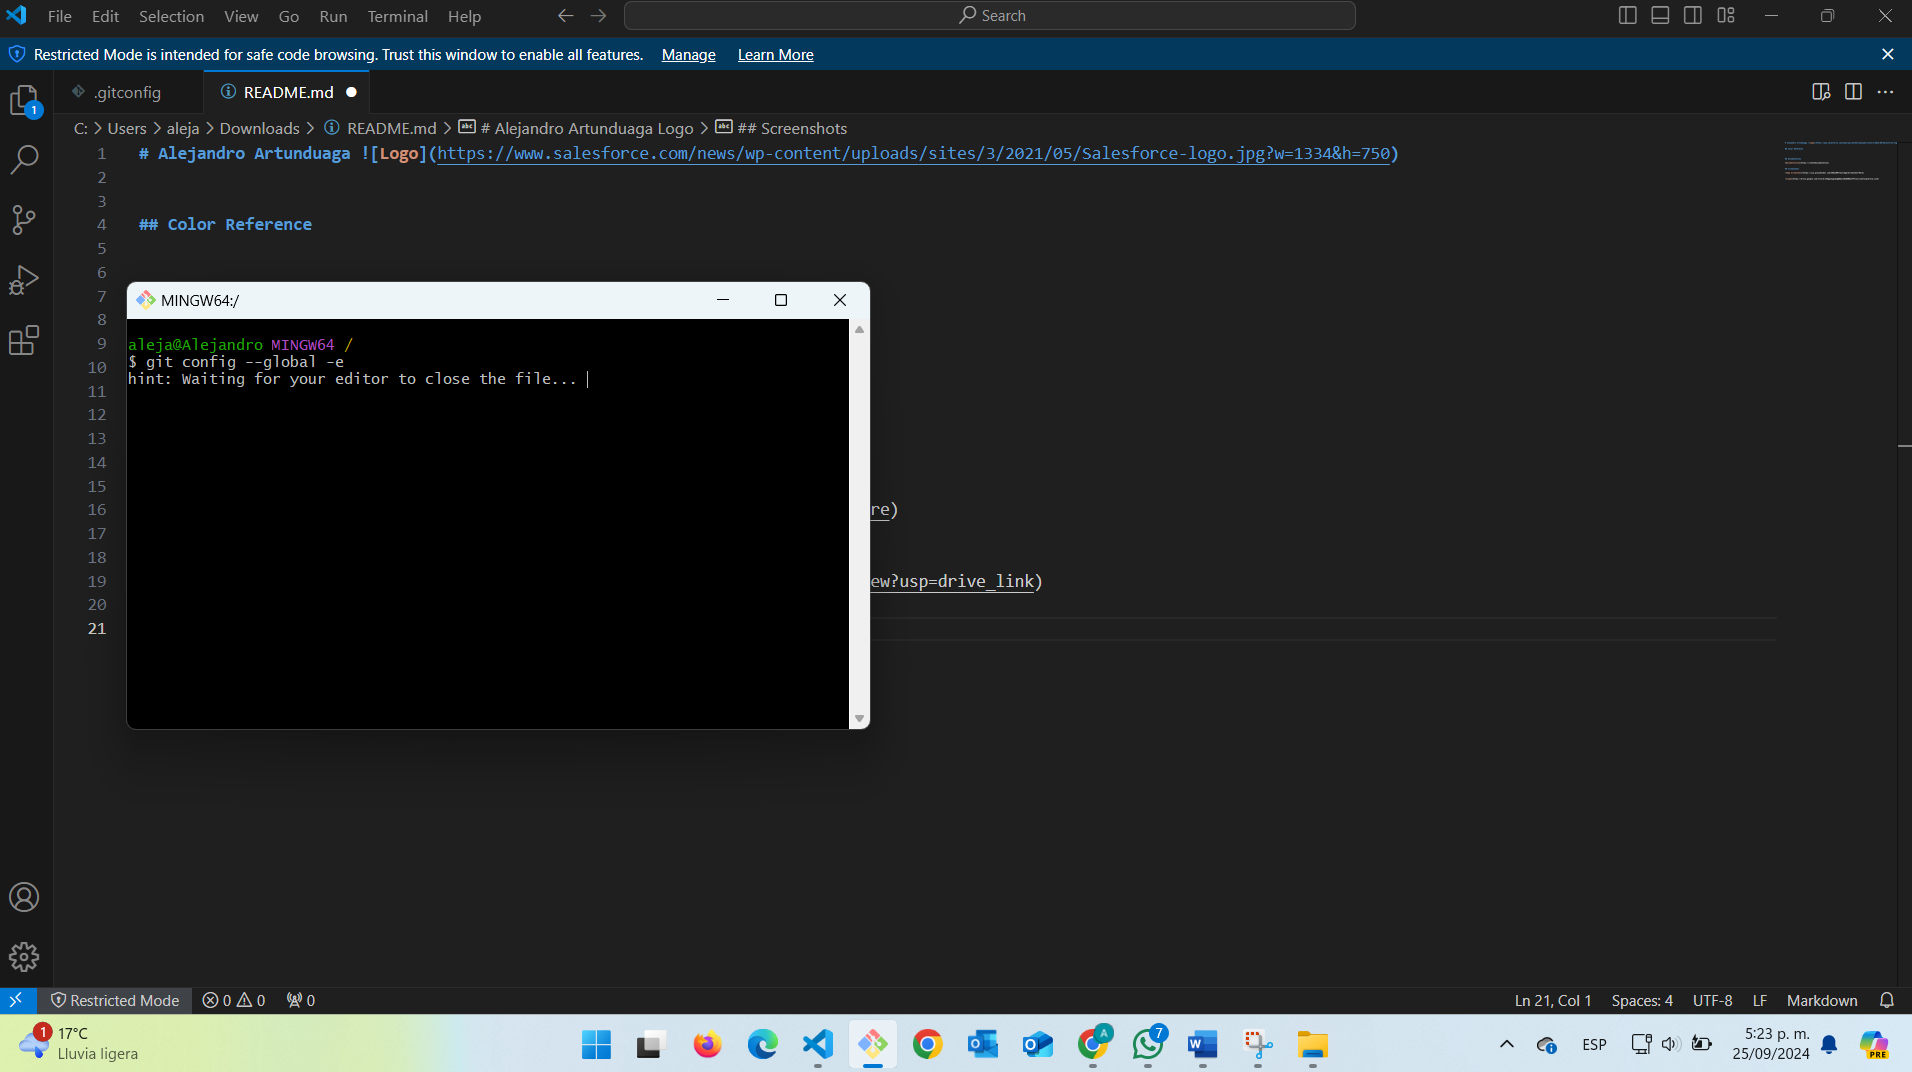 File Edit Selection View Go Run Terminal Help Search
Restricted Mode is intended for safe code browsing. Trust this window to enable all features. Manage Learn More
.gitconfig README.md
1
C: > Users > aleja > Downloads > README.md > # Alejandro Artunduaga Logo > ## Screenshots
1 # Alejandro Artunduaga ![Logo](https://www.salesforce.com/news/wp-content/uploads/sites/3/2021/05/Salesforce-logo.jpg?w=1334&h=750)
2
3
4 ## Color Reference
5
6
7
8
9
10
11
12
13
14
15
16 re)
17
18
19 ew?usp=drive_link)
20
21
MINGW64:/
aleja@Alejandro MINGW64 /
$ git config --global -e
hint: Waiting for your editor to close the file...
Restricted Mode 0 0 0 Ln 21, Col 1 Spaces: 4 UTF-8 LF Markdown
1 17°C
Lluvia ligera
A 7
PRE
ESP
5:23 p. m.
25/09/2024